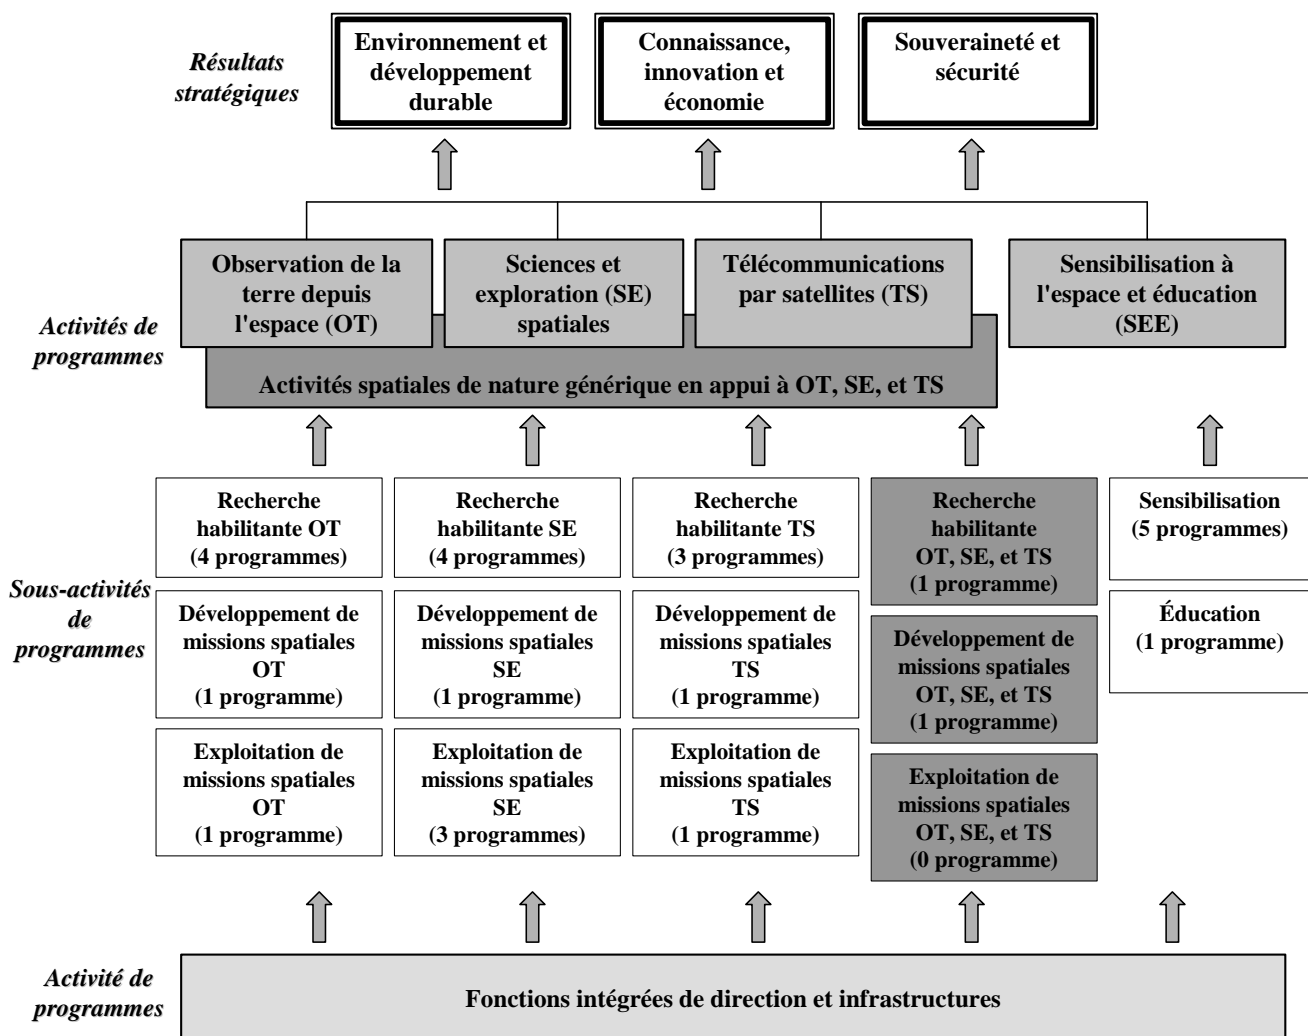 Résultats
stratégiques
Environnement et
développement
durable
Connaissance,
innovation et
économie
Souveraineté et
sécurité
Activités de
programmes
Observation de la
terre depuis
l'espace (OT)
Sciences et
exploration (SE)
spatiales
Télécommunications
par satellites (TS)
Sensibilisation à
l'espace et éducation
(SEE)
Activités spatiales de nature générique en appui à OT, SE, et TS
Sous-activités
de
programmes
Recherche
habilitante OT
(4 programmes)
Recherche
habilitante SE
(4 programmes)
Recherche
habilitante TS
(3 programmes)
Recherche
habilitante
OT, SE, et TS
(1 programme)
Sensibilisation
(5 programmes)
Développement de
missions spatiales
OT
(1 programme)
Développement de
missions spatiales
SE
(1 programme)
Développement de
missions spatiales
TS
(1 programme)
Développement de
missions spatiales
OT, SE, et TS
(1 programme)
Éducation
(1 programme)
Exploitation de
missions spatiales
OT
(1 programme)
Exploitation de
missions spatiales
SE
(3 programmes)
Exploitation de
missions spatiales
TS
(1 programme)
Exploitation de
missions spatiales
OT, SE, et TS
(0 programme)
Activité de
programmes
Fonctions intégrées de direction et infrastructures